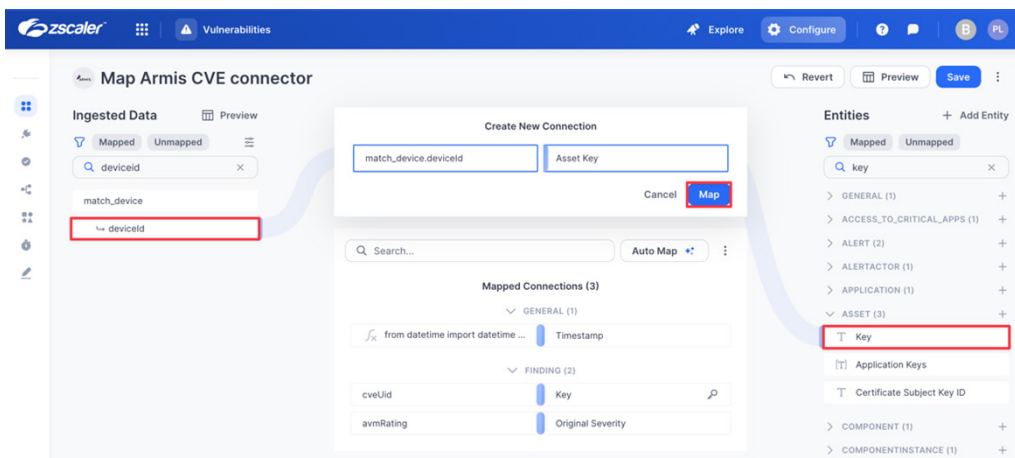 zscaler
Vulnerabilities
Explore
Configure
?
B
PL
Map Armis CVE connector
Revert
Preview
Save
Ingested Data
Preview
Mapped
Unmapped
deviceid
match_device
deviceId
Create New Connection
match_device.deviceId
Asset Key
Cancel
Map
Search...
Auto Map
Mapped Connections (3)
GENERAL (1)
from datetime import datetime ...
Timestamp
FINDING (2)
cveUid
Key
avmRating
Original Severity
Entities
+ Add Entity
Mapped
Unmapped
key
GENERAL (1)
ACCESS_TO_CRITICAL_APPS (1)
ALERT (2)
ALERTACTOR (1)
APPLICATION (1)
ASSET (3)
T Key
[T] Application Keys
T Certificate Subject Key ID
COMPONENT (1)
COMPONENTINSTANCE (1)